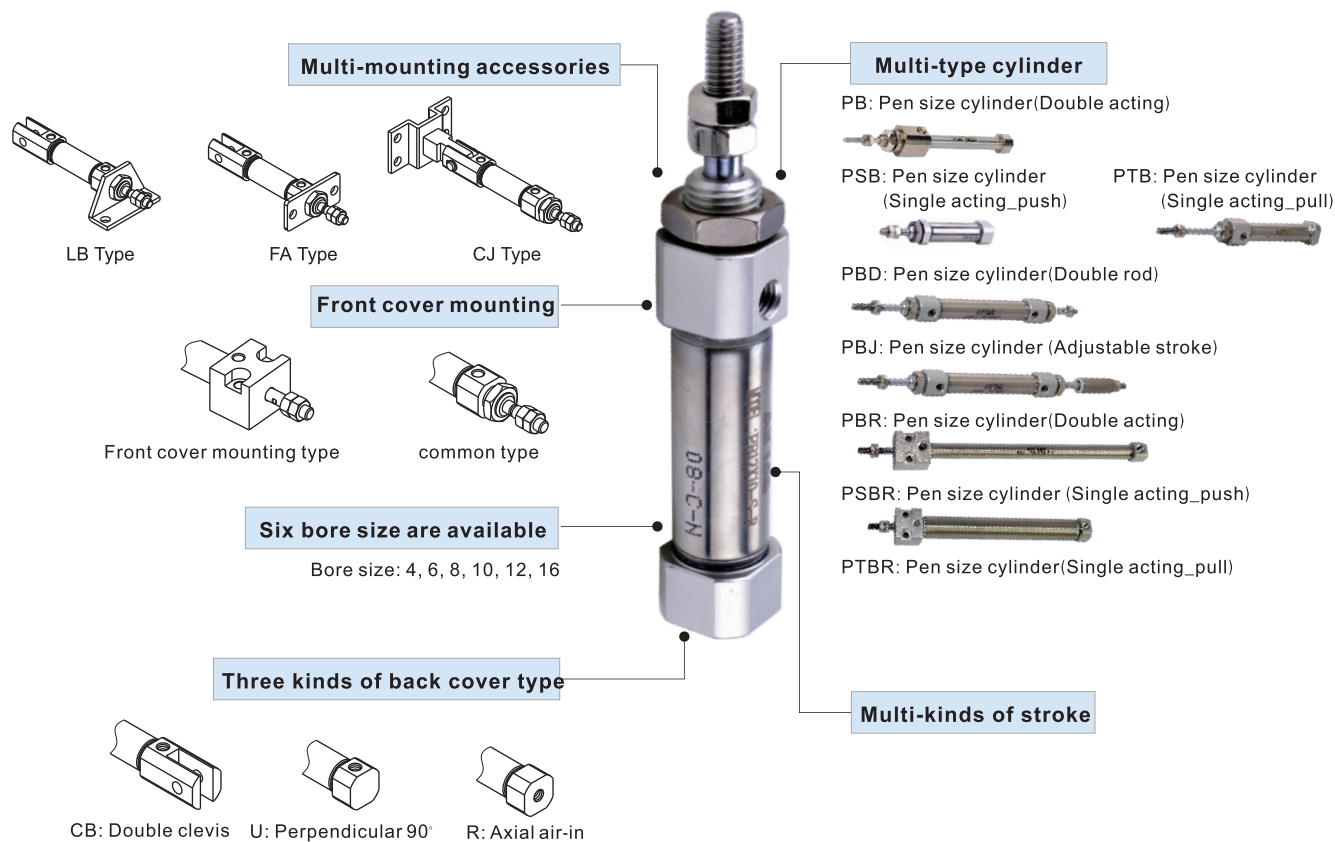 Multi-mounting accessories
LB Type
FA Type
CJ Type
Front cover mounting
Front cover mounting type
common type
Six bore size are available
Bore size: 4, 6, 8, 10, 12, 16
Three kinds of back cover type
CB: Double clevis
U: Perpendicular 90°
R: Axial air-in
08-C-N
Multi-type cylinder
PB: Pen size cylinder(Double acting)
PSB: Pen size cylinder
(Single acting_push)
PTB: Pen size cylinder
(Single acting_pull)
PBD: Pen size cylinder(Double rod)
PBJ: Pen size cylinder (Adjustable stroke)
PBR: Pen size cylinder(Double acting)
PSBR: Pen size cylinder (Single acting_push)
PTBR: Pen size cylinder(Single acting_pull)
Multi-kinds of stroke